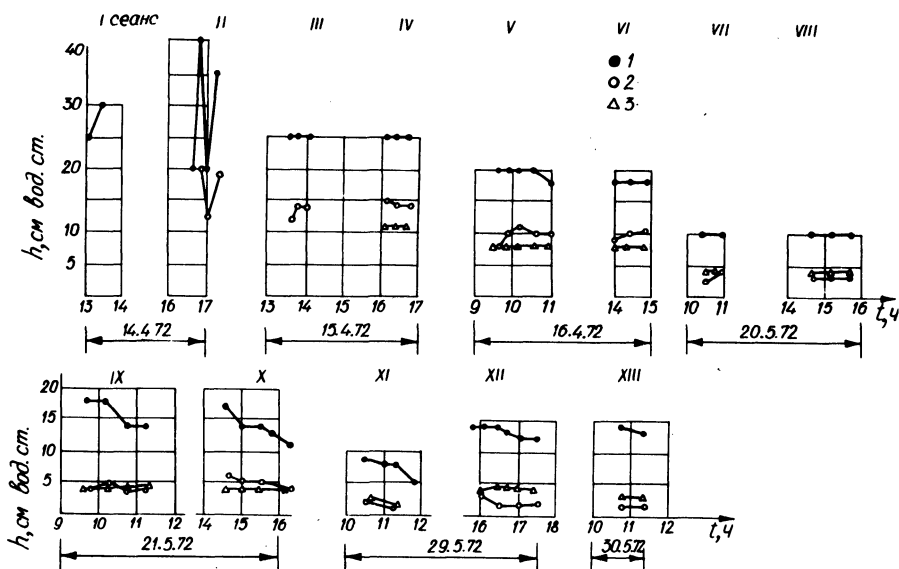 I сеанс II III IV V VI VII VIII
● 1
○ 2
△ 3
h, см вод. ст.
40
30
20
10
5
13 14 16 17 13 14 15 16 17 9 10 11 14 15 10 11 14 15 16
t, ч
14.4.72 15.4.72 16.4.72 20.5.72
IX X XI XII XIII
h, см вод. ст.
20
15
10
5
9 10 11 12 14 15 16 10 11 12 16 17 18 10 11 12
t, ч
21.5.72 29.5.72 30.5.72